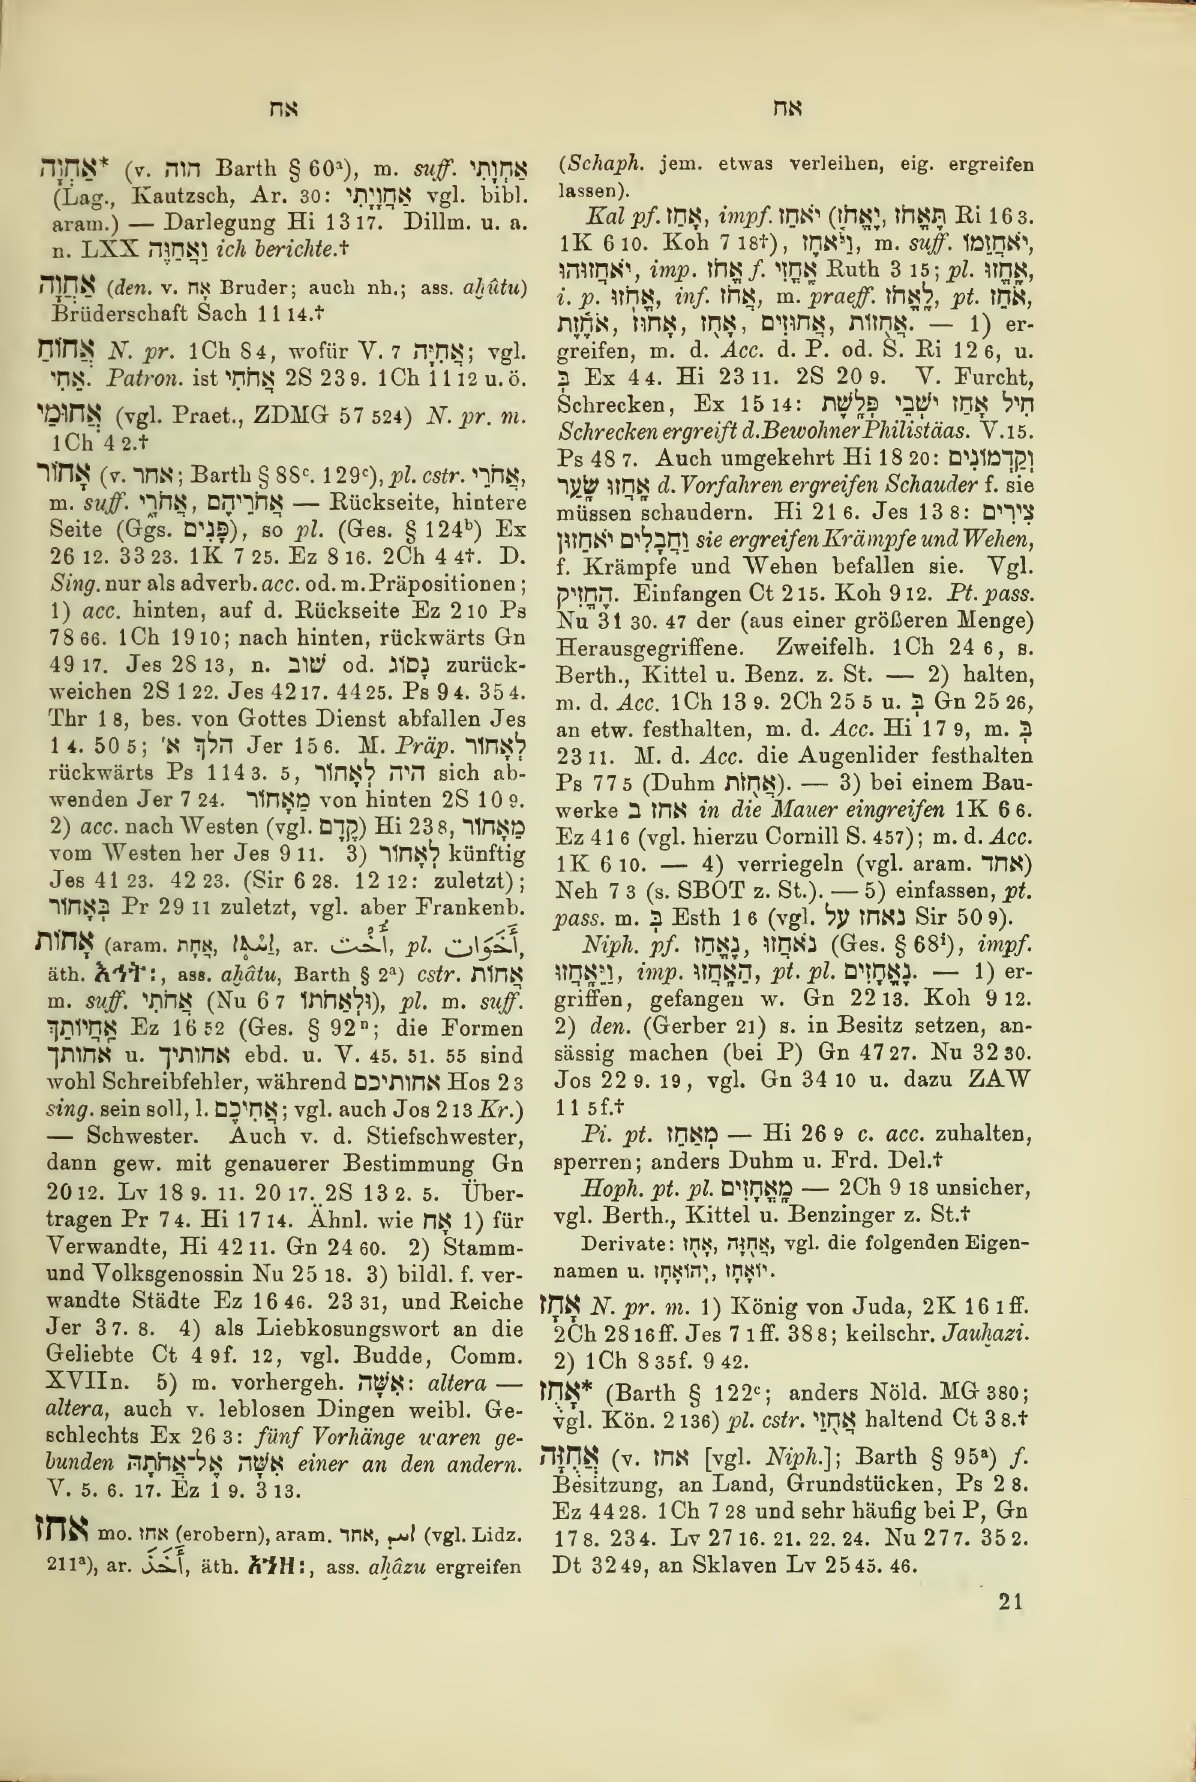 אח
אח
אַחְוָה* (v. חוה Barth § 60ᵃ), m. suff. אַחְוָתִי
(Lag., Kautzsch, Ar. 30: אַחֲוָיָתִי vgl. bibl.
aram.) — Darlegung Hi 13 17. Dillm. u. a.
n. LXX וַאֲחַוֶּה ich berichte.†
אַחֲוָה (den. v. אָח Bruder; auch nh.; ass. aḫûtu)
Brüderschaft Sach 11 14.†
אֲחוֹחַ N. pr. 1Ch 8 4, wofür V. 7 אֲחִיָּה; vgl.
אֵחִי. Patron. ist אֲחֹחִי 2S 23 9. 1Ch 11 12 u. ö.
אֲחוּמַי (vgl. Praet., ZDMG 57 524) N. pr. m.
1Ch 4 2.†
אָחוֹר (v. אחר; Barth § 88ᶜ. 129ᶜ), pl. cstr. אֲחֹרֵי,
m. suff. אֲחֹרַי, אֲחֹרֵיהֶם — Rückseite, hintere
Seite (Ggs. פָּנִים), so pl. (Ges. § 124ᵇ) Ex
26 12. 33 23. 1K 7 25. Ez 8 16. 2Ch 4 4†. D.
Sing. nur als adverb. acc. od. m. Präpositionen;
1) acc. hinten, auf d. Rückseite Ez 2 10 Ps
78 66. 1Ch 19 10; nach hinten, rückwärts Gn
49 17. Jes 28 13, n. שׁוּב od. נָסוֹג zurück-
weichen 2S 1 22. Jes 42 17. 44 25. Ps 9 4. 35 4.
Thr 1 8, bes. von Gottes Dienst abfallen Jes
1 4. 50 5; הלך א׳ Jer 15 6. M. Präp. לְאָחוֹר
rückwärts Ps 114 3. 5, היה לְאָחוֹר sich ab-
wenden Jer 7 24. מֵאָחוֹר von hinten 2S 10 9.
2) acc. nach Westen (vgl. קֶדֶם) Hi 23 8, מֵאָחוֹר
vom Westen her Jes 9 11. 3) לְאָחוֹר künftig
Jes 41 23. 42 23. (Sir 6 28. 12 12: zuletzt);
בְּאָחוֹר Pr 29 11 zuletzt, vgl. aber Frankenb.
אָחוֹת (aram. אֲחָת, ar. أُخْت, pl. أَخَوَات,
äth. እኅት:, ass. aḫâtu, Barth § 2ᵃ) cstr. אֲחוֹת
m. suff. אֲחֹתִי (Nu 6 7 וּלְאַחֹתוֹ), pl. m. suff.
אַחְיוֹתַךְ Ez 16 52 (Ges. § 92ⁿ; die Formen
אחותך u. אחותיך ebd. u. V. 45. 51. 55 sind
wohl Schreibfehler, während אחותיכם Hos 2 3
sing. sein soll, l. אֲחִיכֶם; vgl. auch Jos 2 13 Kr.)
— Schwester. Auch v. d. Stiefschwester,
dann gew. mit genauerer Bestimmung Gn
20 12. Lv 18 9. 11. 20 17. 2S 13 2. 5. Über-
tragen Pr 7 4. Hi 17 14. Ähnl. wie אָח 1) für
Verwandte, Hi 42 11. Gn 24 60. 2) Stamm-
und Volksgenossin Nu 25 18. 3) bildl. f. ver-
wandte Städte Ez 16 46. 23 31, und Reiche
Jer 3 7. 8. 4) als Liebkosungswort an die
Geliebte Ct 4 9f. 12, vgl. Budde, Comm.
XVII n. 5) m. vorhergeh. אִשָּׁה: altera —
altera, auch v. leblosen Dingen weibl. Ge-
schlechts Ex 26 3: fünf Vorhänge waren ge-
bunden אִשָּׁה אֶל־אֲחֹתָהּ einer an den andern.
V. 5. 6. 17. Ez 1 9. 3 13.
אחז mo. אחז (erobern), aram. אחד, (vgl. Lidz.
211ᵃ), ar. أَخَذَ, äth. አኀዘ:, ass. aḫâzu ergreifen
(Schaph. jem. etwas verleihen, eig. ergreifen
lassen).
Kal pf. אָחַז, impf. יֹאחֵז (יֶאֱחֹז, תֶּאֱחֹז Ri 16 3.
1K 6 10. Koh 7 18†), וַיֹּאחֶז, m. suff. יֹאחֲזֵמוֹ,
יֹאחֲזוּהוּ, imp. אֱחֹז f. אֶחֳזִי Ruth 3 15; pl. אֶחֱזוּ,
i. p. אֱחֹזוּ, inf. אֱחֹז, m. praeff. לֶאֱחֹז, pt. אֹחֵז,
אֹחֶזֶת, אָחוּז, אָחֻז, אֲחוּזִים, אֲחֻזוֹת. — 1) er-
greifen, m. d. Acc. d. P. od. S. Ri 12 6, u.
בְּ Ex 4 4. Hi 23 11. 2S 20 9. V. Furcht,
Schrecken, Ex 15 14: חִיל אָחַז יֹשְׁבֵי פְּלָשֶׁת
Schrecken ergreift d. Bewohner Philistäas. V. 15.
Ps 48 7. Auch umgekehrt Hi 18 20: וְקַדְמוֹנִים
אָחֲזוּ שָׂעַר d. Vorfahren ergreifen Schauder f. sie
müssen schaudern. Hi 21 6. Jes 13 8: צִירִים
וַחֲבָלִים יֹאחֵזוּן sie ergreifen Krämpfe und Wehen,
f. Krämpfe und Wehen befallen sie. Vgl.
הֶחֱזִיק. Einfangen Ct 2 15. Koh 9 12. Pt. pass.
Nu 31 30. 47 der (aus einer größeren Menge)
Herausgegriffene. Zweifelh. 1Ch 24 6, s.
Berth., Kittel u. Benz. z. St. — 2) halten,
m. d. Acc. 1Ch 13 9. 2Ch 25 5 u. בְּ Gn 25 26,
an etw. festhalten, m. d. Acc. Hi 17 9, m. בְּ
23 11. M. d. Acc. die Augenlider festhalten
Ps 77 5 (Duhm אֲחֹזוֹת). — 3) bei einem Bau-
werke אחז ב in die Mauer eingreifen 1K 6 6.
Ez 41 6 (vgl. hierzu Cornill S. 457); m. d. Acc.
1K 6 10. — 4) verriegeln (vgl. aram. אחד)
Neh 7 3 (s. SBOT z. St.). — 5) einfassen, pt.
pass. m. בְּ Esth 1 6 (vgl. נאחז על Sir 50 9).
Niph. pf. נֶאֱחַז, נֹאחֲזוּ (Ges. § 68ⁱ), impf.
וַיֵּאָחֲזוּ, imp. הֵאָחֲזוּ, pt. pl. נֶאֱחָזִים. — 1) er-
griffen, gefangen w. Gn 22 13. Koh 9 12.
2) den. (Gerber 21) s. in Besitz setzen, an-
sässig machen (bei P) Gn 47 27. Nu 32 30.
Jos 22 9. 19, vgl. Gn 34 10 u. dazu ZAW
11 5f.†
Pi. pt. מְאַחֵז — Hi 26 9 c. acc. zuhalten,
sperren; anders Duhm u. Frd. Del.†
Hoph. pt. pl. מָאֳחָזִים — 2Ch 9 18 unsicher,
vgl. Berth., Kittel u. Benzinger z. St.†
Derivate: אָחֻז, אֲחֻזָּה, vgl. die folgenden Eigen-
namen u. יוֹאָחָז, יְהוֹאָחָז.
אָחָז N. pr. m. 1) König von Juda, 2K 16 1ff.
2Ch 28 16ff. Jes 7 1ff. 38 8; keilschr. Jauḫazi.
2) 1Ch 8 35f. 9 42.
אָחֻז* (Barth § 122ᶜ; anders Nöld. MG 380;
vgl. Kön. 2 136) pl. cstr. אֲחֻזֵי haltend Ct 3 8.†
אֲחֻזָּה (v. אחז [vgl. Niph.]; Barth § 95ᵃ) f.
Besitzung, an Land, Grundstücken, Ps 2 8.
Ez 44 28. 1Ch 7 28 und sehr häufig bei P, Gn
17 8. 23 4. Lv 27 16. 21. 22. 24. Nu 27 7. 35 2.
Dt 32 49, an Sklaven Lv 25 45. 46.
21